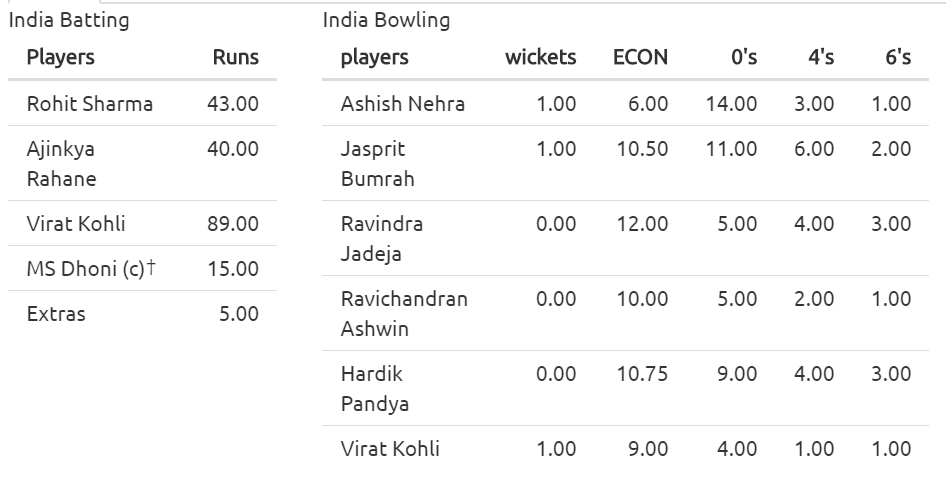 India Batting
Players Runs
Rohit Sharma 43.00
Ajinkya
Rahane 40.00
Virat Kohli 89.00
MS Dhoni (c)† 15.00
Extras 5.00
India Bowling
players wickets ECON 0's 4's 6's
Ashish Nehra 1.00 6.00 14.00 3.00 1.00
Jasprit 1.00 10.50 11.00 6.00 2.00
Bumrah
Ravindra 0.00 12.00 5.00 4.00 3.00
Jadeja
Ravichandran 0.00 10.00 5.00 2.00 1.00
Ashwin
Hardik 0.00 10.75 9.00 4.00 3.00
Pandya
Virat Kohli 1.00 9.00 4.00 1.00 1.00